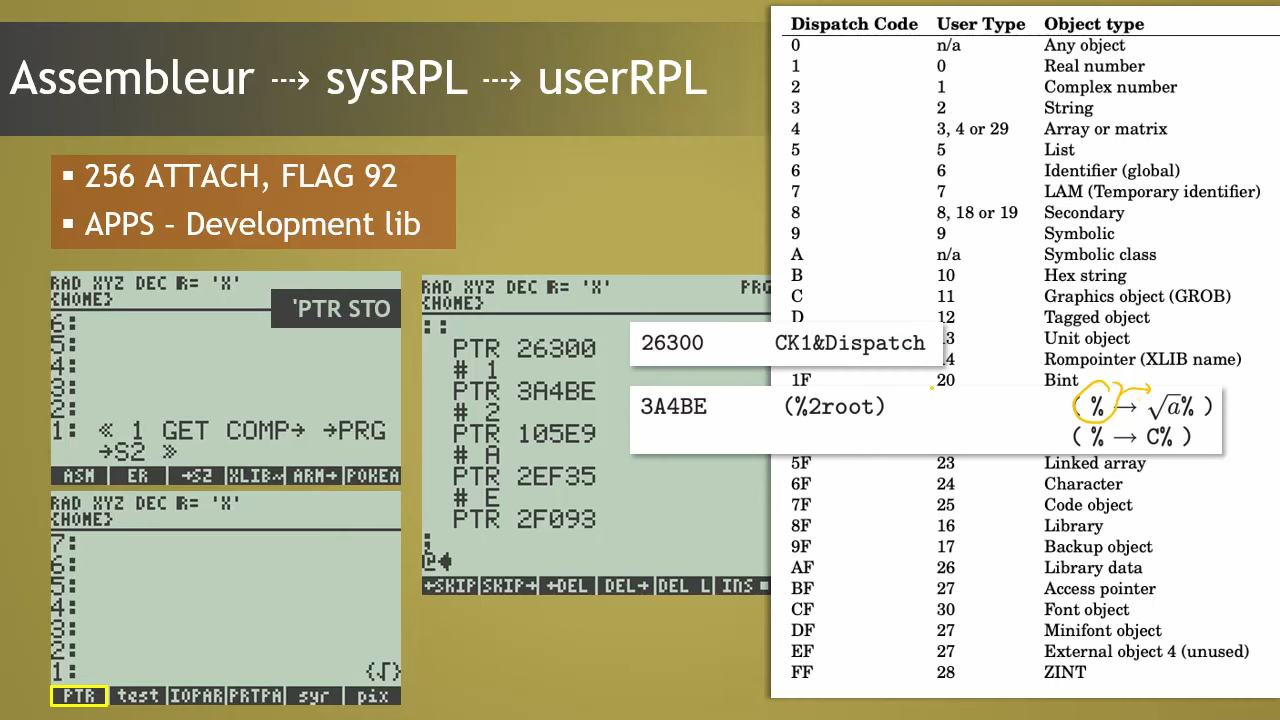 Assembleur ⤏ sysRPL ⤏ userRPL
▪ 256 ATTACH, FLAG 92
▪ APPS – Development lib
RAD XYZ DEC R= 'X'
{HOME}
'PTR STO
6:
5:
4:
3:
2:
1: « 1 GET COMP→ →PRG
→S2 »
ASM ER →S2 XLIB~ ARM→ POKEA
RAD XYZ DEC R= 'X'
{HOME}
7:
6:
5:
4:
3:
2:
1: {√}
PTR test IOPAR PRTPA syr pix
RAD XYZ DEC R= 'X' PRG
{HOME}
::
PTR 26300
# 1
PTR 3A4BE
# 2
PTR 105E9
# A
PTR 2EF35
# E
PTR 2F093
;
@
←SKIP SKIP→ ←DEL DEL→ DEL L INS ■
26300 CK1&Dispatch
3A4BE (%2root) ( % → √a% )
( % → C% )
Dispatch Code User Type Object type
0 n/a Any object
1 0 Real number
2 1 Complex number
3 2 String
4 3, 4 or 29 Array or matrix
5 5 List
6 6 Identifier (global)
7 7 LAM (Temporary identifier)
8 8, 18 or 19 Secondary
9 9 Symbolic
A n/a Symbolic class
B 10 Hex string
C 11 Graphics object (GROB)
D 12 Tagged object
Unit object
Rompointer (XLIB name)
1F 20 Bint
5F 23 Linked array
6F 24 Character
7F 25 Code object
8F 16 Library
9F 17 Backup object
AF 26 Library data
BF 27 Access pointer
CF 30 Font object
DF 27 Minifont object
EF 27 External object 4 (unused)
FF 28 ZINT